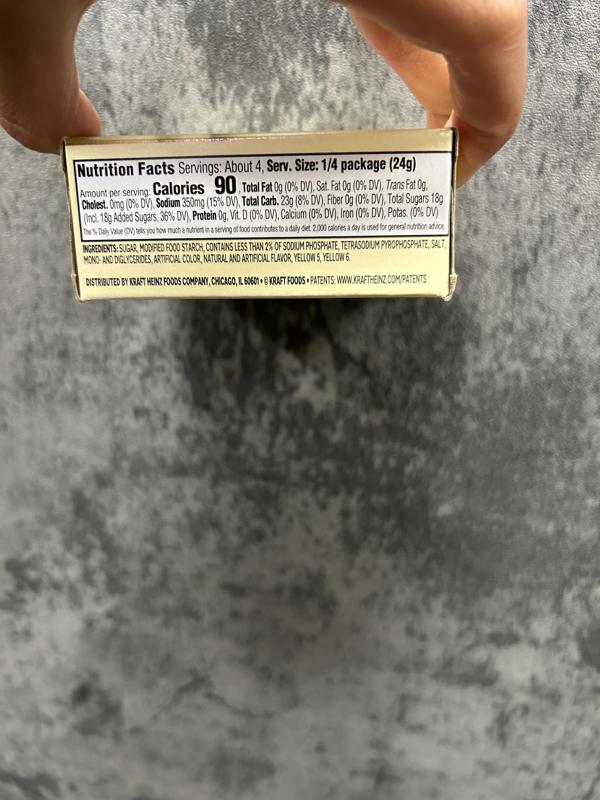 Nutrition Facts Servings: About 4, Serv. Size: 1/4 package (24g)
Amount per serving: Calories 90, Total Fat 0g (0% DV), Sat. Fat 0g (0% DV), Trans Fat 0g,
Cholest. 0mg (0% DV), Sodium 350mg (15% DV), Total Carb. 23g (8% DV), Fiber 0g (0% DV), Total Sugars 18g
(Incl. 18g Added Sugars, 36% DV), Protein 0g, Vit. D (0% DV), Calcium (0% DV), Iron (0% DV), Potas. (0% DV)
The % Daily Value (DV) tells you how much a nutrient in a serving of food contributes to a daily diet. 2,000 calories a day is used for general nutrition advice.
INGREDIENTS: SUGAR, MODIFIED FOOD STARCH, CONTAINS LESS THAN 2% OF SODIUM PHOSPHATE, TETRASODIUM PYROPHOSPHATE, SALT,
MONO- AND DIGLYCERIDES, ARTIFICIAL COLOR, NATURAL AND ARTIFICIAL FLAVOR, YELLOW 5, YELLOW 6.
DISTRIBUTED BY KRAFT HEINZ FOODS COMPANY, CHICAGO, IL 60601 • © KRAFT FOODS • PATENTS: WWW.KRAFTHEINZ.COM/PATENTS